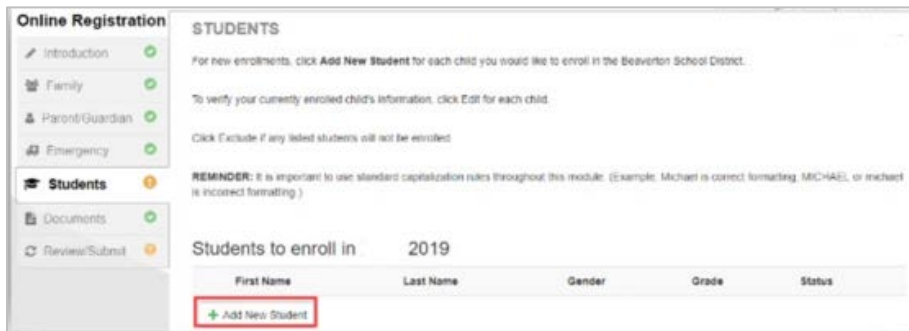 Online Registration
Introduction
Family
Parent/Guardian
Emergency
Students
Documents
Review/Submit
STUDENTS
For new enrollments, click Add New Student for each child you would like to enroll in the Beaverton School District.
To verify your currently enrolled child's information, click Edit for each child.
Click Exclude if any listed students will not be enrolled
REMINDER: It is important to use standard capitalization rules throughout this module. (Example: Michael is correct formatting, MICHAEL or michael
is incorrect formatting.)
Students to enroll in 2019
First Name Last Name Gender Grade Status
Add New Student